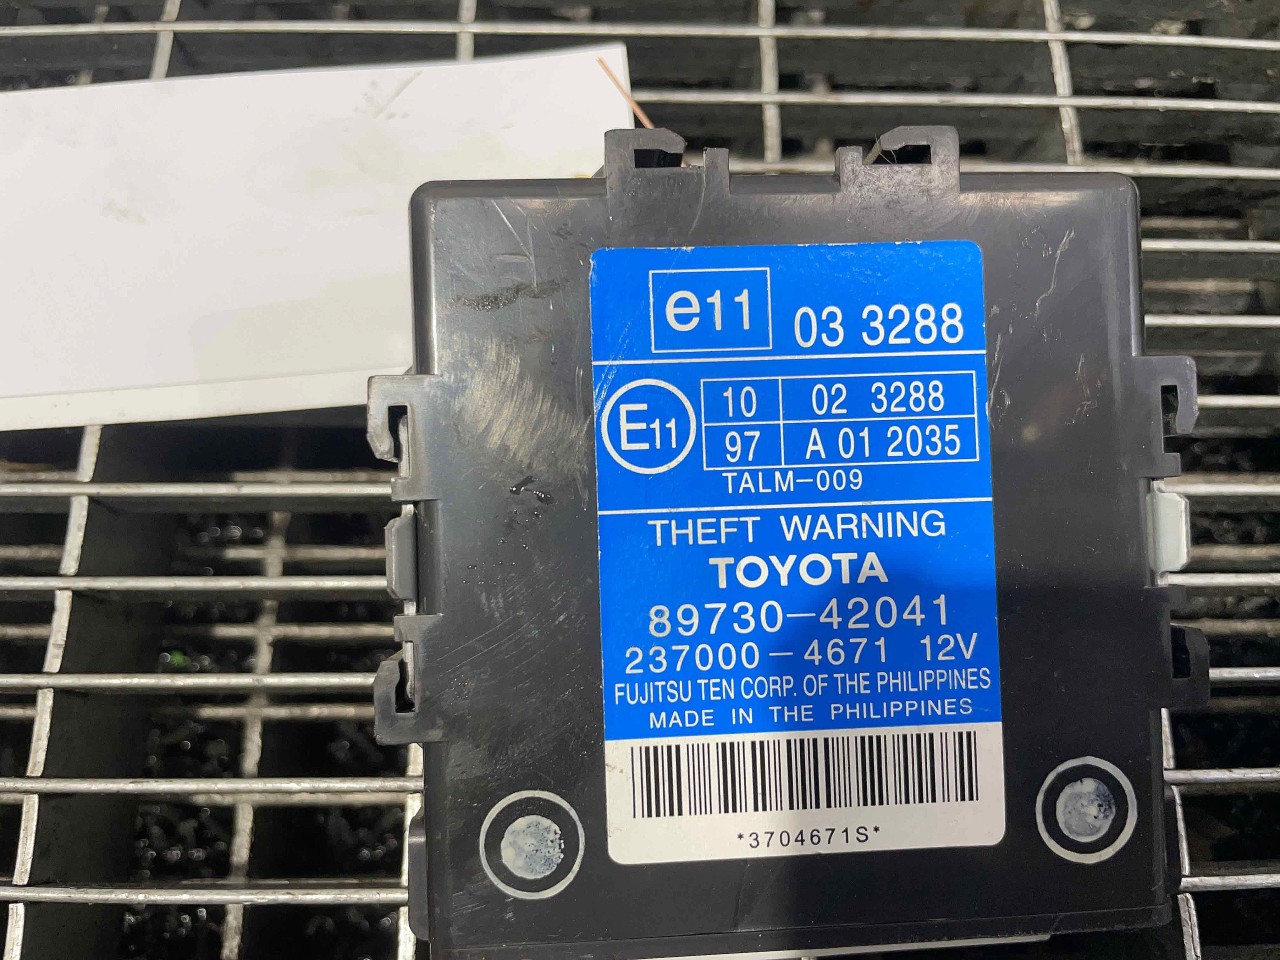 e11 03 3288
E11 10 02 3288
97 A 01 2035
TALM-009
THEFT WARNING
TOYOTA
89730-42041
237000-4671 12V
FUJITSU TEN CORP. OF THE PHILIPPINES
MADE IN THE PHILIPPINES
*3704671S*